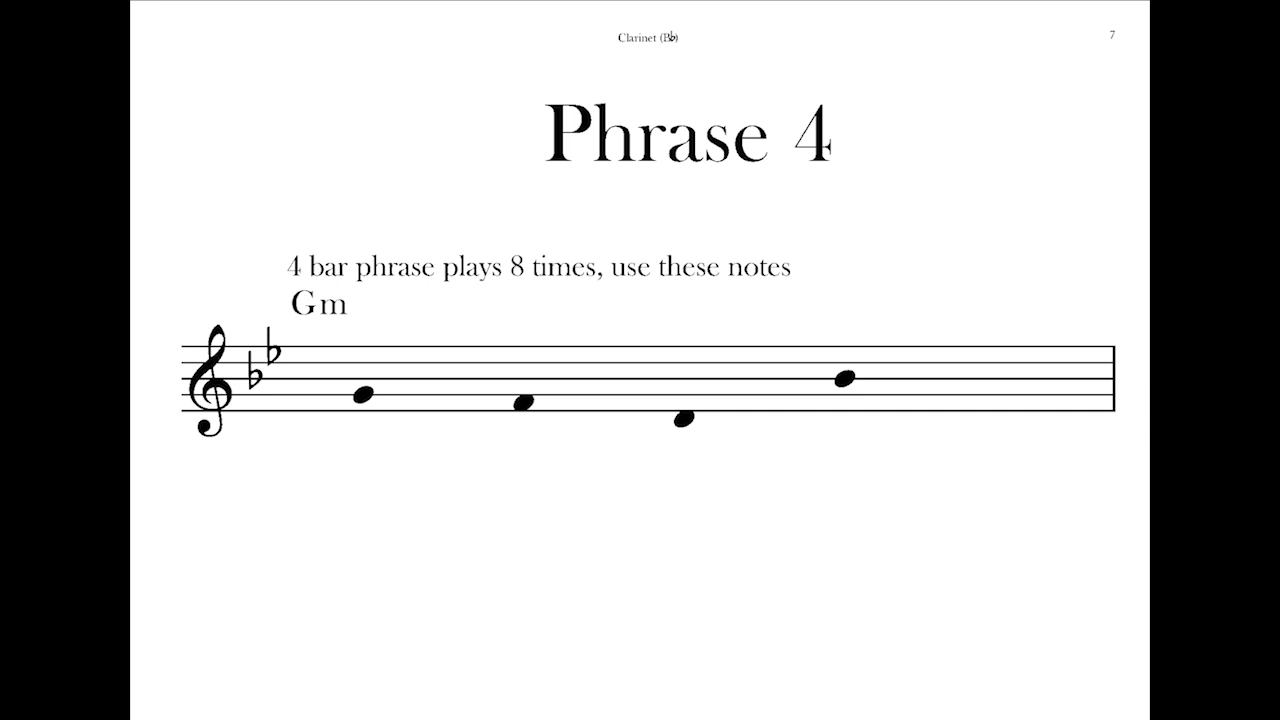 Clarinet (B♭)
7
Phrase 4
4 bar phrase plays 8 times, use these notes
Gm